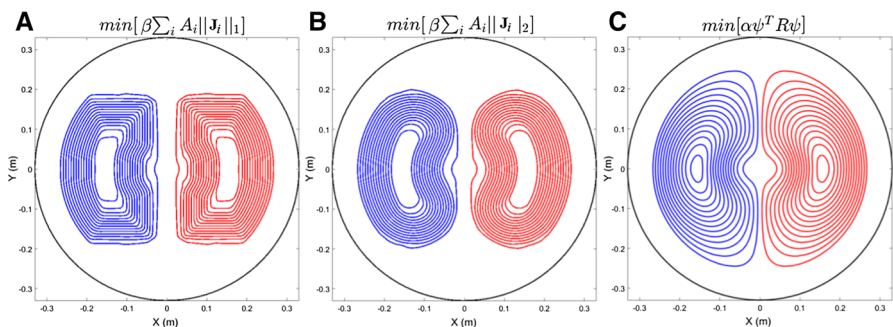 A
min[ β∑ᵢ Aᵢ||Jᵢ||₁]
B
min[ β∑ᵢ Aᵢ||Jᵢ |₂]
C
min[αψᵀRψ]
Y (m)
0.3
0.2
0.1
0
-0.1
-0.2
-0.3
-0.3 -0.2 -0.1 0 0.1 0.2 0.3
X (m)
Y (m)
0.3
0.2
0.1
0
-0.1
-0.2
-0.3
-0.3 -0.2 -0.1 0 0.1 0.2 0.3
X (m)
Y (m)
0.3
0.2
0.1
0
-0.1
-0.2
-0.3
-0.3 -0.2 -0.1 0 0.1 0.2 0.3
X (m)